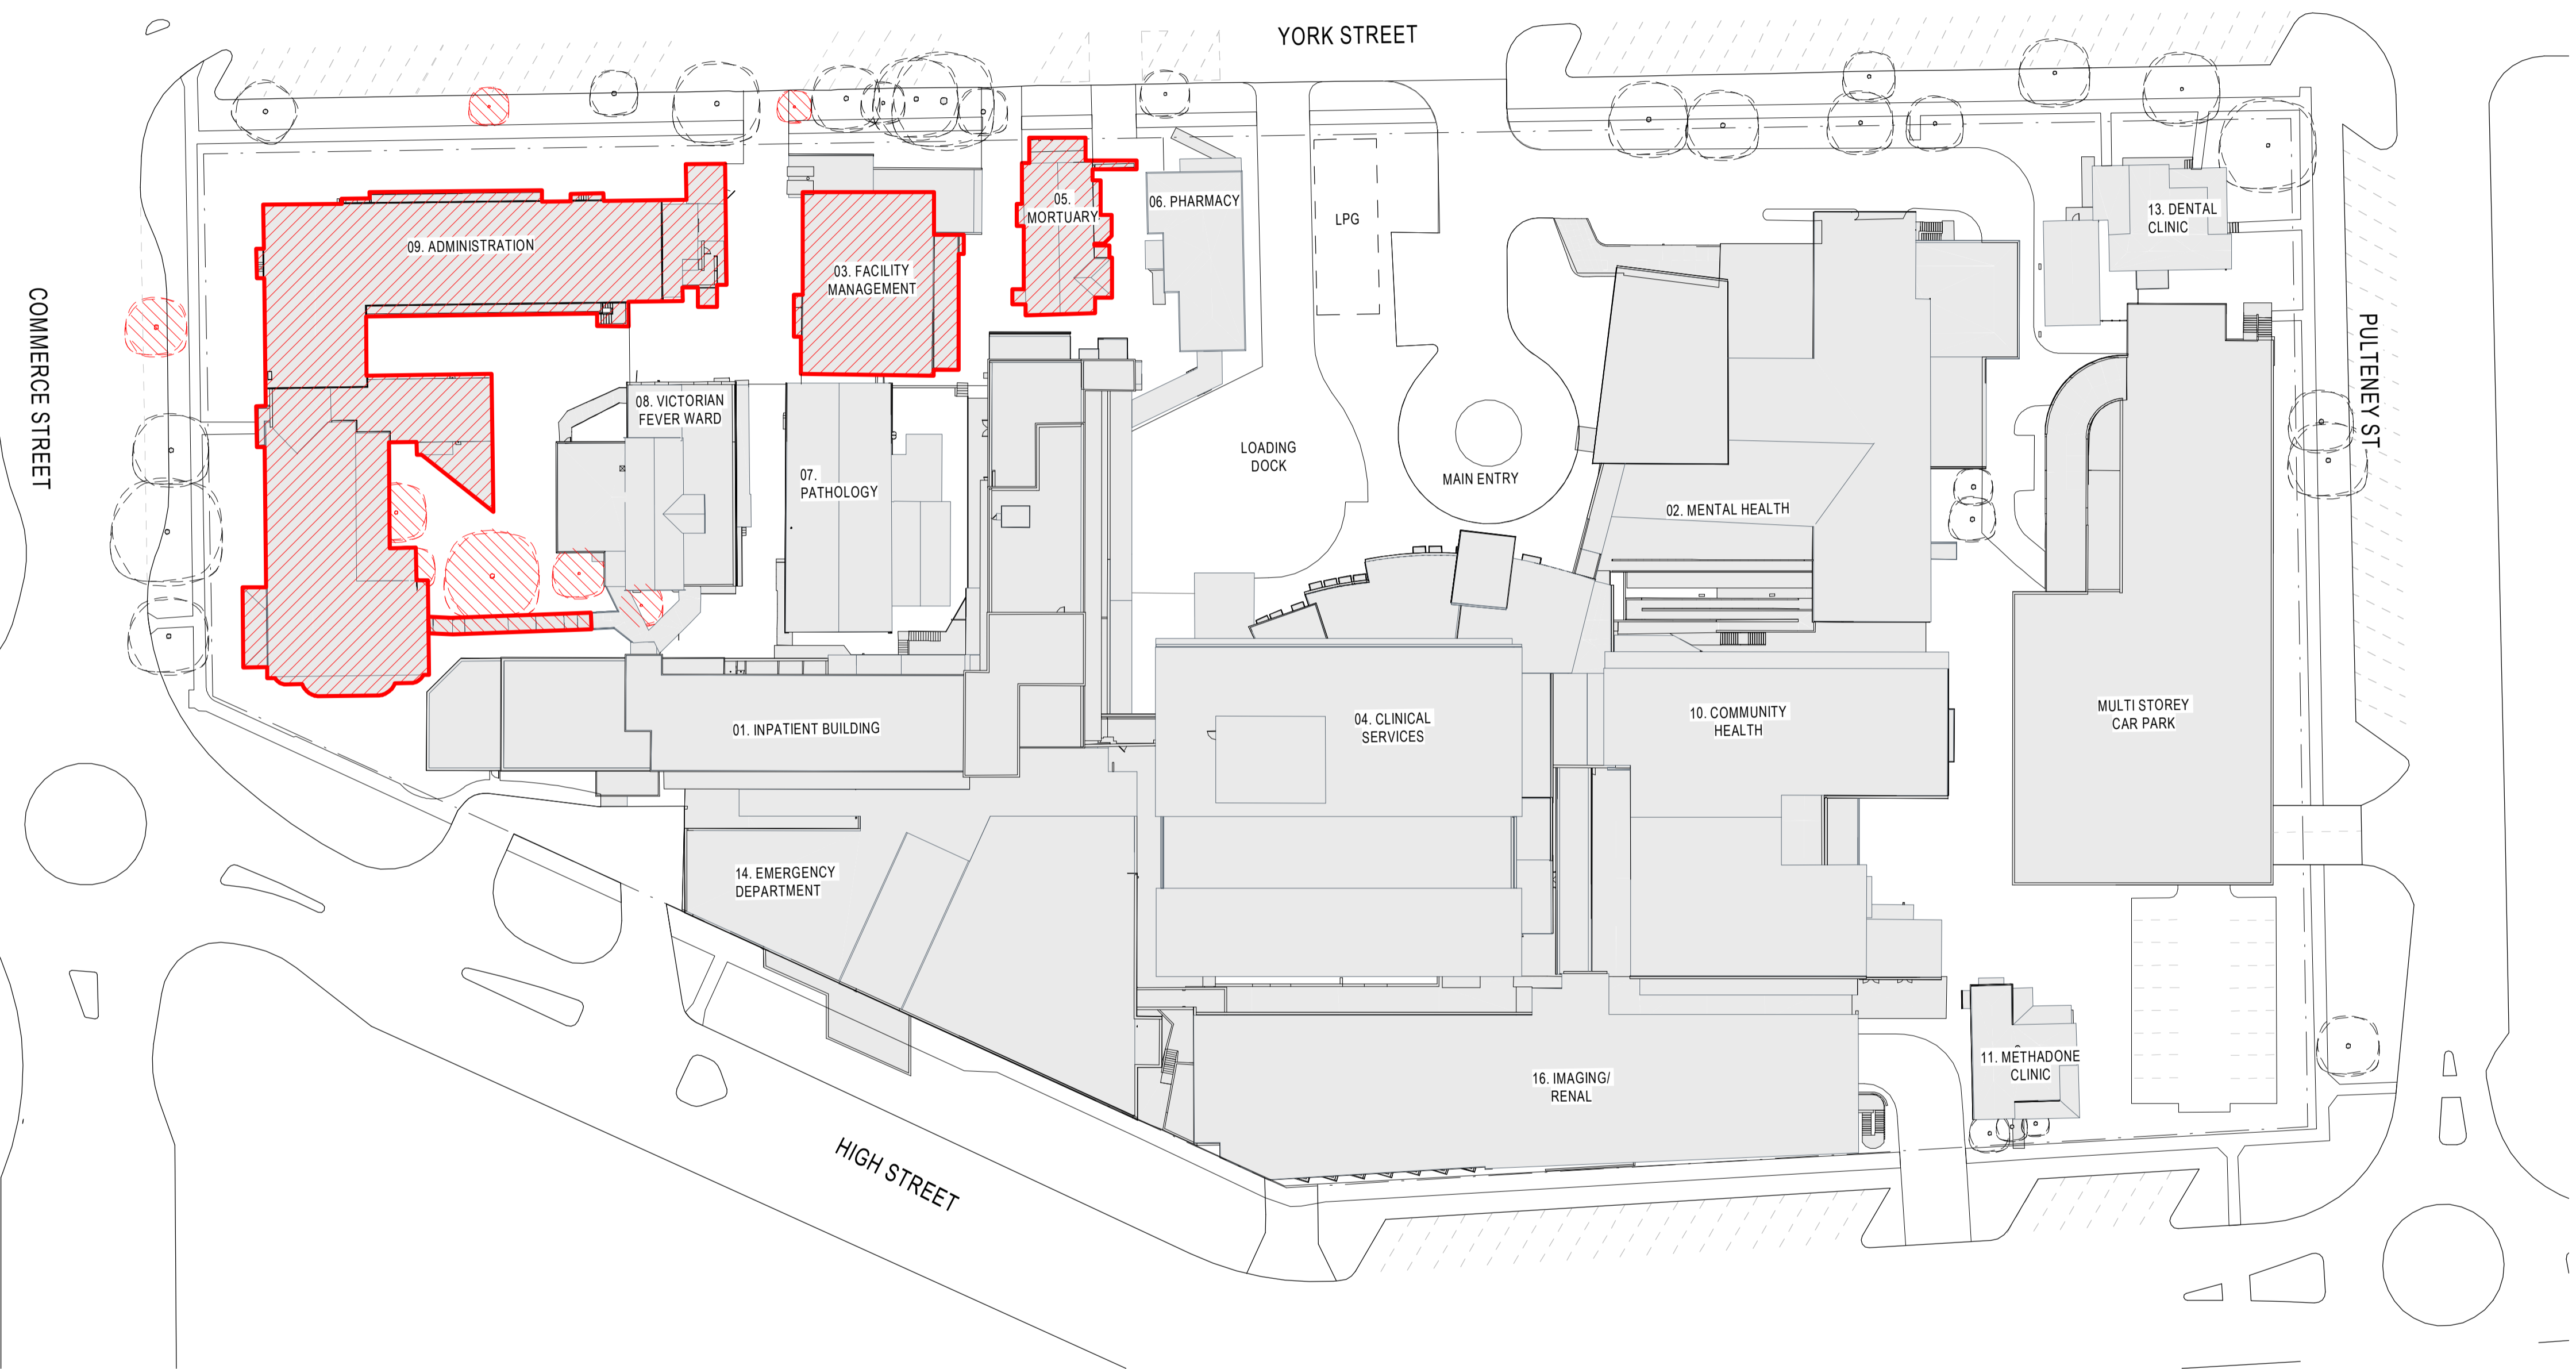 YORK STREET
COMMERCE STREET
PULTENEY ST
HIGH STREET
09. ADMINISTRATION
03. FACILITY
MANAGEMENT
05.
MORTUARY
06. PHARMACY
LPG
13. DENTAL
CLINIC
08. VICTORIAN
FEVER WARD
07.
PATHOLOGY
LOADING
DOCK
MAIN ENTRY
02. MENTAL HEALTH
01. INPATIENT BUILDING
04. CLINICAL
SERVICES
10. COMMUNITY
HEALTH
MULTI STOREY
CAR PARK
14. EMERGENCY
DEPARTMENT
16. IMAGING/
RENAL
11. METHADONE
CLINIC